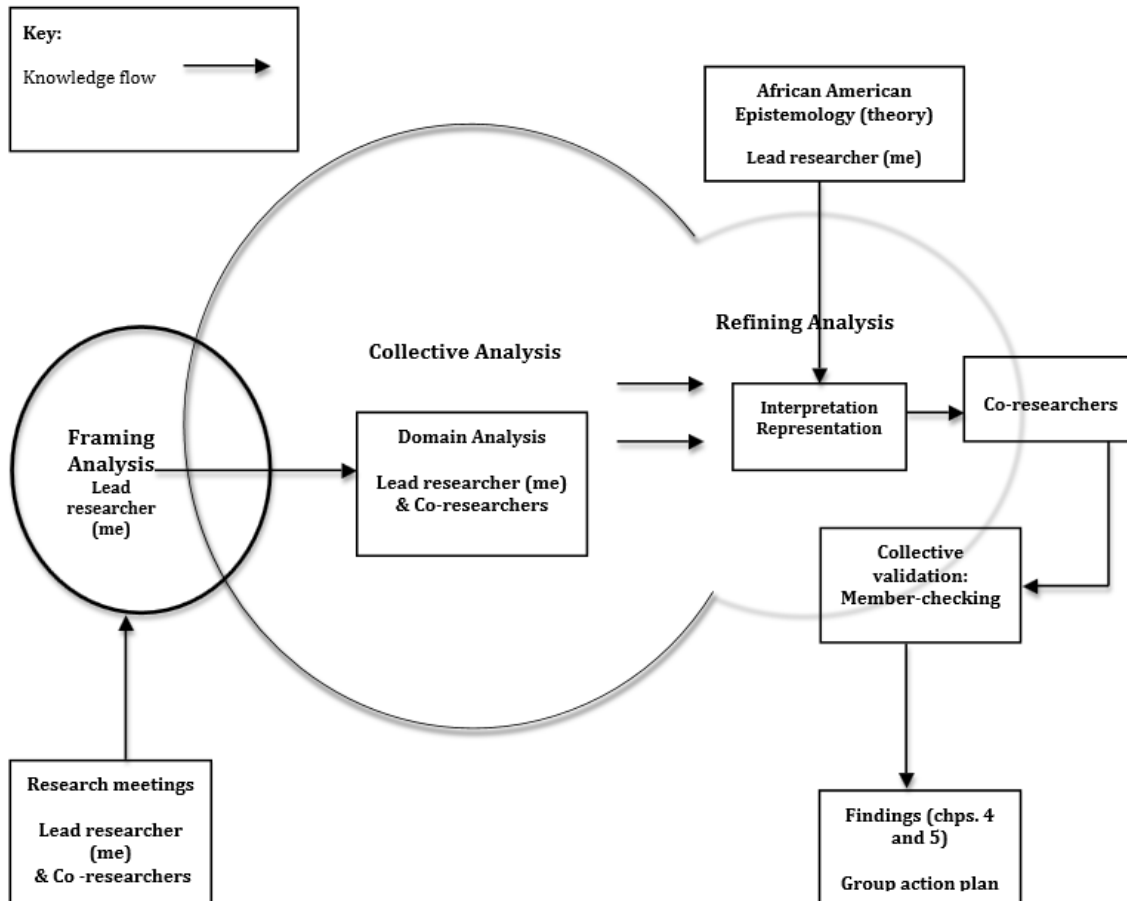 Key:
Knowledge flow
African American
Epistemology (theory)
Lead researcher (me)
Refining Analysis
Collective Analysis
Interpretation
Representation
Co-researchers
Framing
Analysis
Lead
researcher
(me)
Domain Analysis
Lead researcher (me)
& Co-researchers
Collective
validation:
Member-checking
Research meetings
Lead researcher
(me)
& Co -researchers
Findings (chps. 4
and 5)
Group action plan